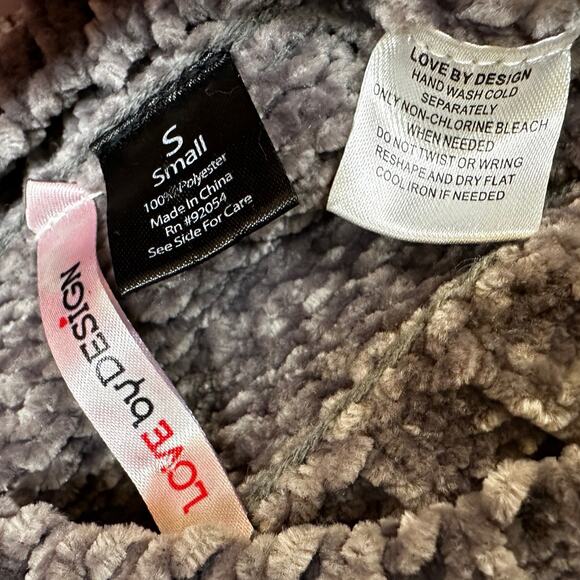 S
Small
100% Polyester
Made In China
Rn #92054
See Side For Care
LOVE BY DESIGN
HAND WASH COLD
SEPARATELY
ONLY NON-CHLORINE BLEACH
WHEN NEEDED
DO NOT TWIST OR WRING
RESHAPE AND DRY FLAT
COOL IRON IF NEEDED
LOVE by DESiGN